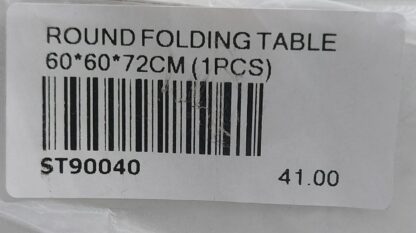 ROUND FOLDING TABLE
60*60*72CM (1PCS)
ST90040
41.00